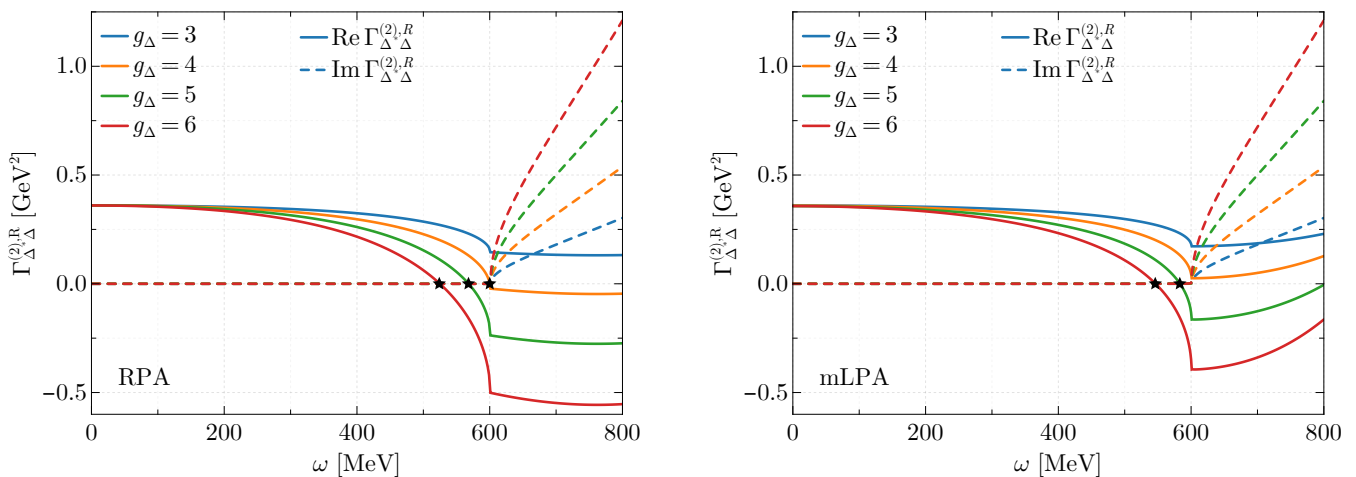 g_Δ = 3 Re Γ^{(2),R}_{Δ*Δ}
g_Δ = 4 Im Γ^{(2),R}_{Δ*Δ}
g_Δ = 5
g_Δ = 6
1.0
0.5
0.0
−0.5
Γ^{(2),R}_{Δ*Δ} [GeV²]
RPA
0 200 400 600 800
ω [MeV]
g_Δ = 3 Re Γ^{(2),R}_{Δ*Δ}
g_Δ = 4 Im Γ^{(2),R}_{Δ*Δ}
g_Δ = 5
g_Δ = 6
1.0
0.5
0.0
−0.5
Γ^{(2),R}_{Δ*Δ} [GeV²]
mLPA
0 200 400 600 800
ω [MeV]